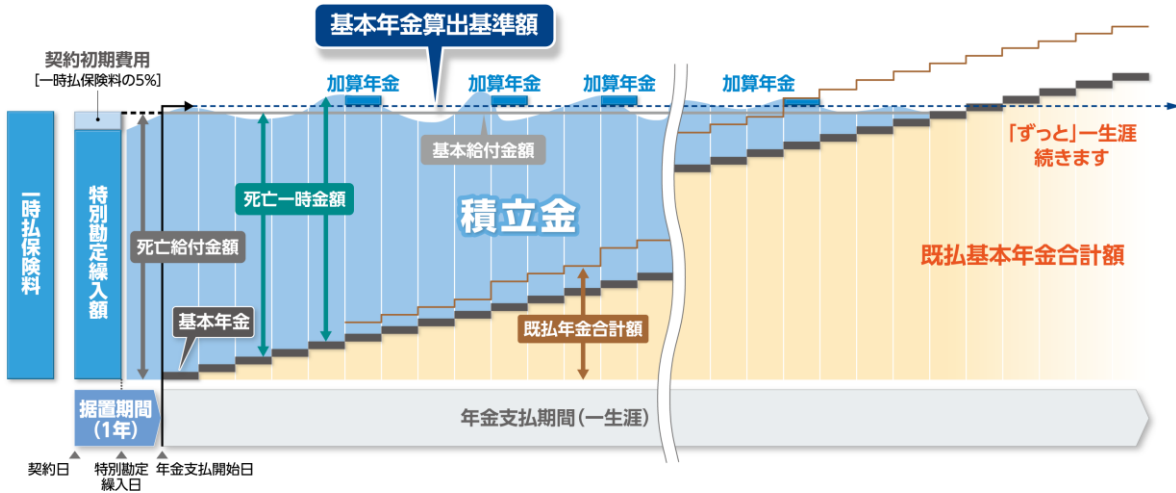 基本年金算出基準額
契約初期費用
[一時払保険料の5%]
加算年金
加算年金
加算年金
加算年金
基本給付金額
「ずっと」一生涯
続きます
一時払保険料
特別勘定繰入額
死亡給付金額
死亡一時金額
積立金
既払基本年金合計額
基本年金
既払年金合計額
据置期間
(1年)
年金支払期間(一生涯)
契約日
特別勘定
繰入日
年金支払開始日